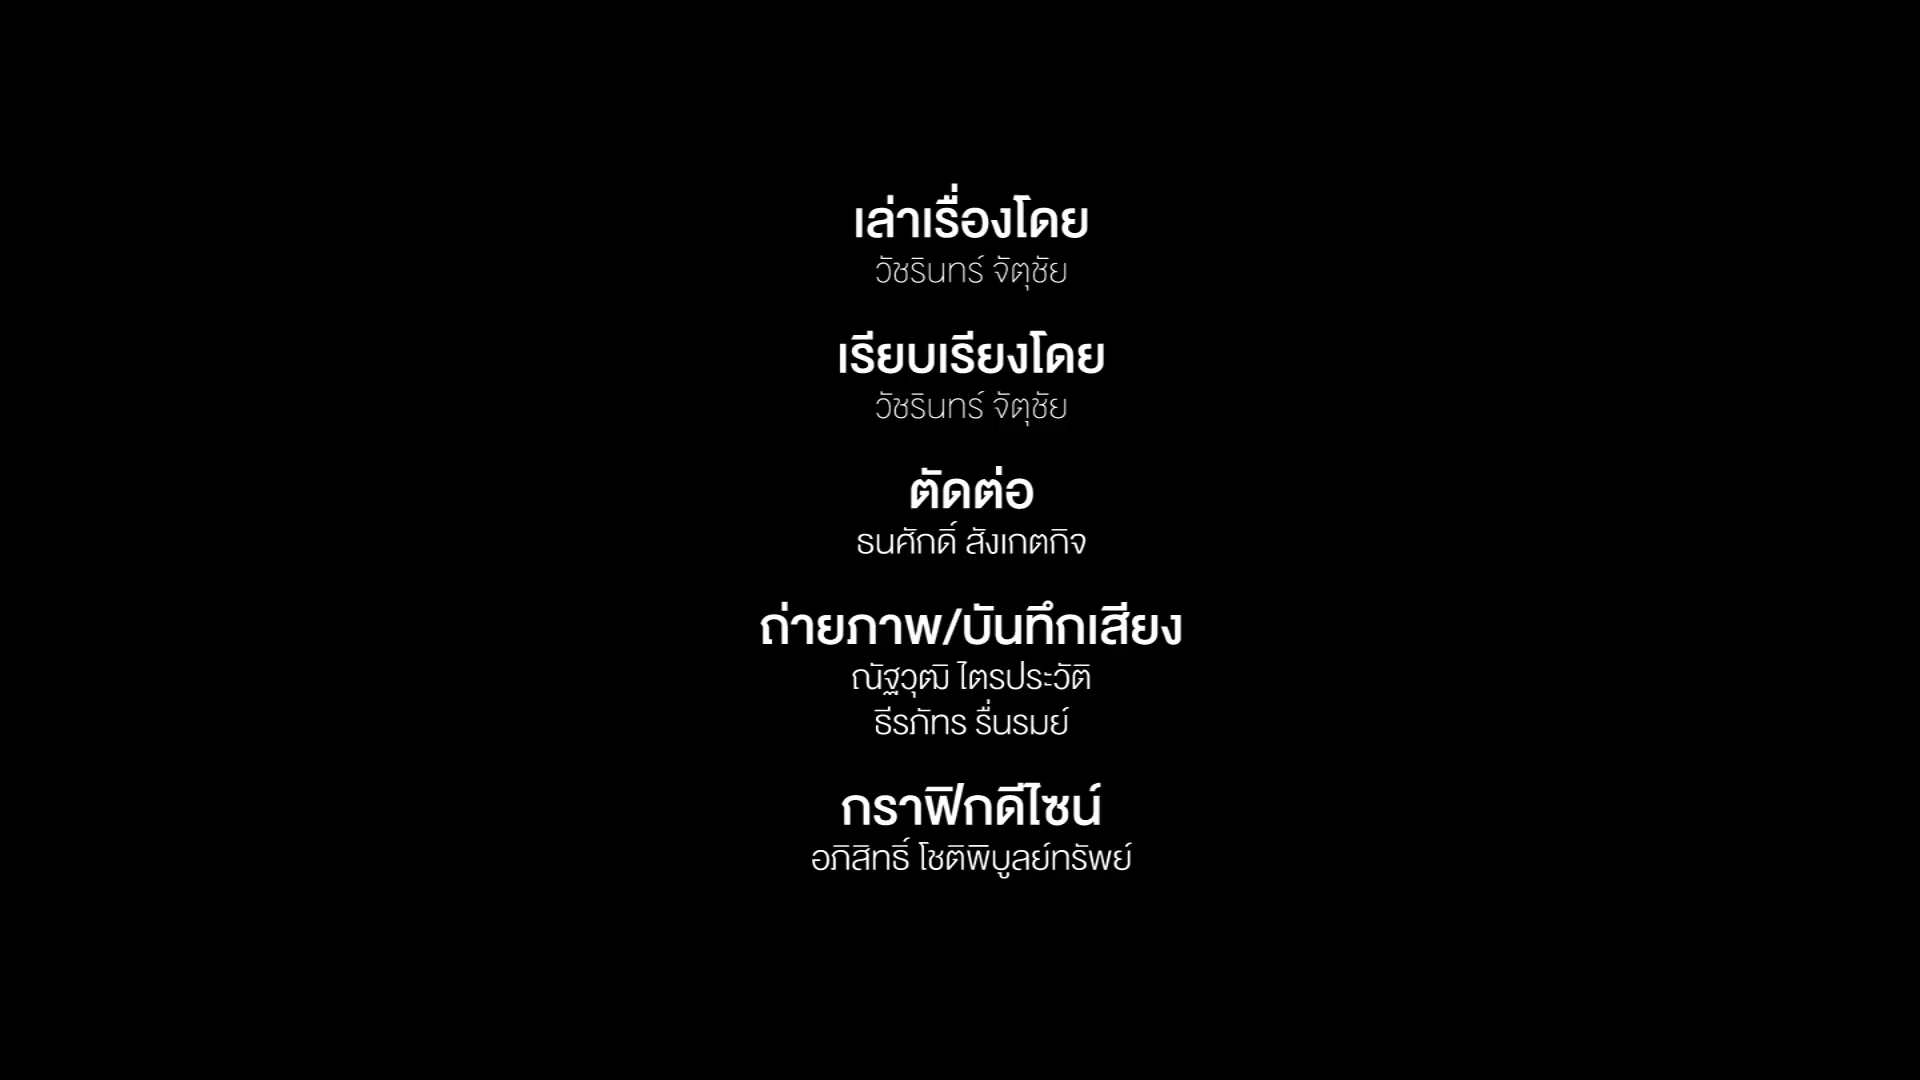 เล่าเรื่องโดย
วัชรินทร์ จัตุชัย
เรียบเรียงโดย
วัชรินทร์ จัตุชัย
ตัดต่อ
ธนศักดิ์ สังเกตกิจ
ถ่ายภาพ/บันทึกเสียง
ณัฐวุฒิ ไตรประวัติ
ธีรภัทร รื่นรมย์
กราฟิกดีไซน์
อภิสิทธิ์ โชติพิบูลย์ทรัพย์